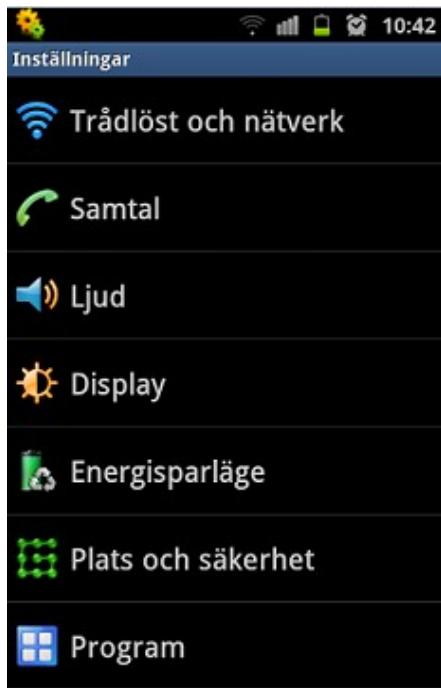 10:42
Inställningar
Trådlöst och nätverk
Samtal
Ljud
Display
Energisparläge
Plats och säkerhet
Program